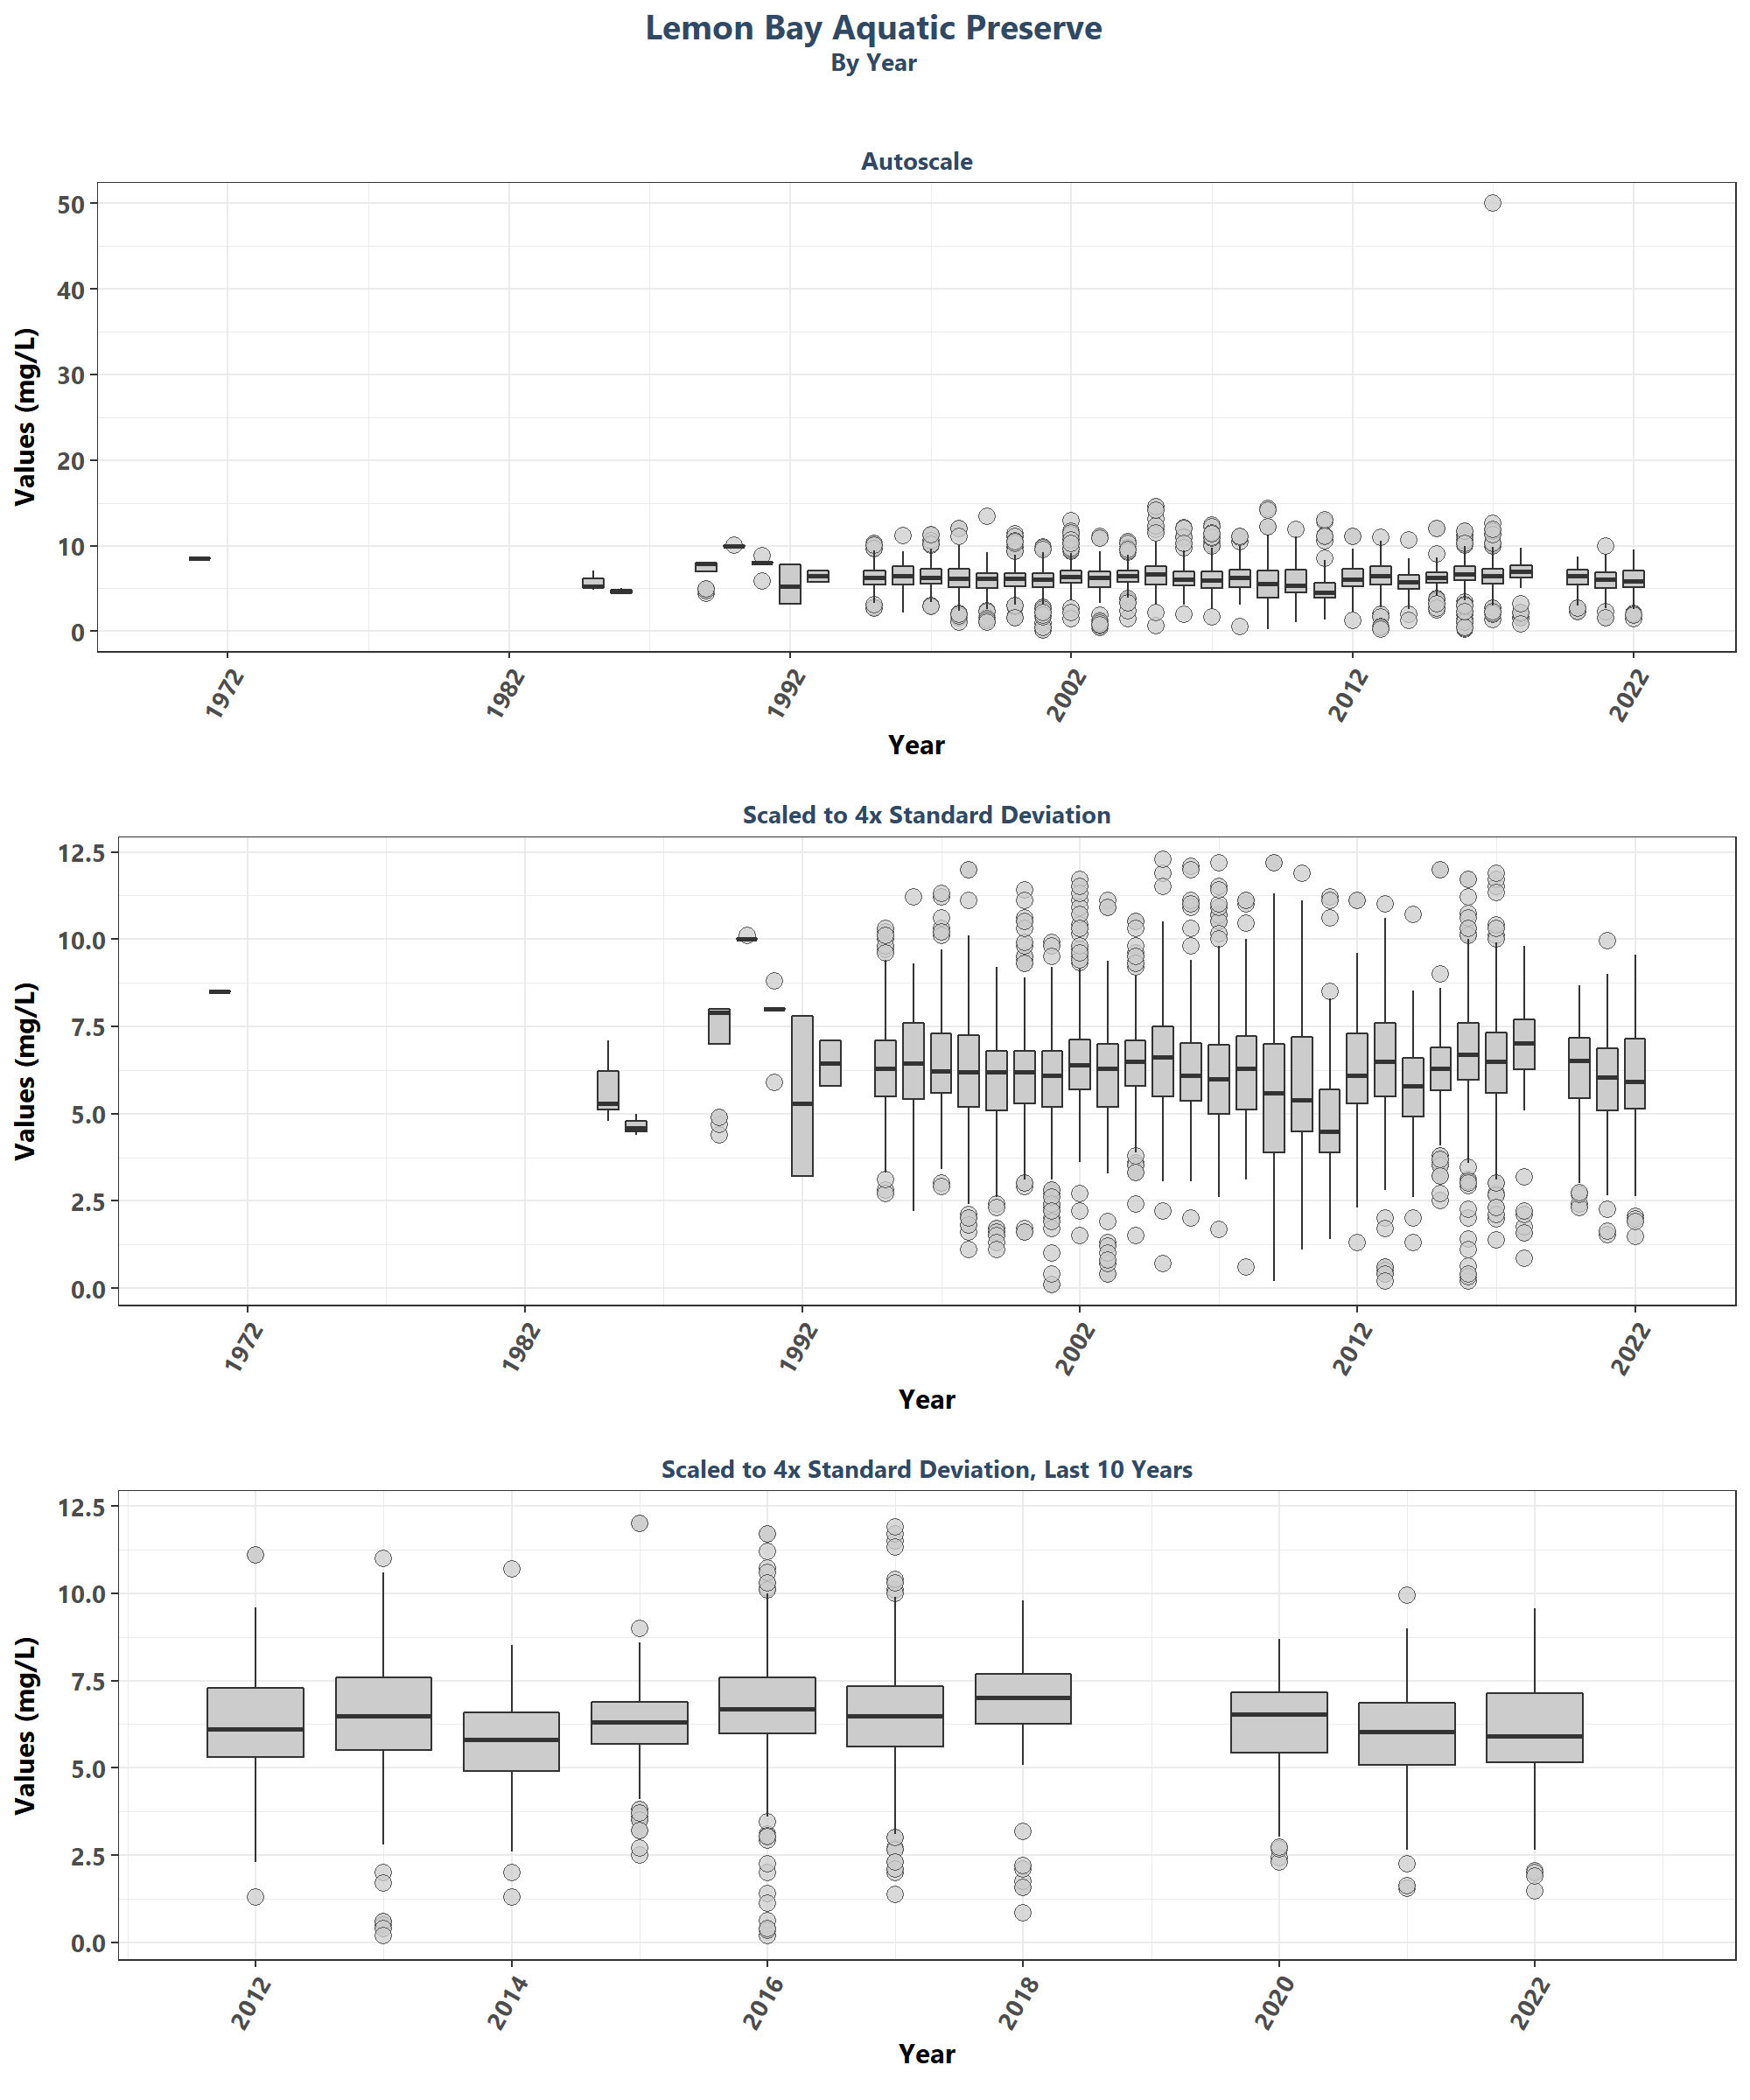 Lemon Bay Aquatic Preserve
By Year
Autoscale
Values (mg/L)
50
40
30
20
10
0
1972 1982 1992 2002 2012 2022
Year
Scaled to 4x Standard Deviation
Values (mg/L)
12.5
10.0
7.5
5.0
2.5
0.0
1972 1982 1992 2002 2012 2022
Year
Scaled to 4x Standard Deviation, Last 10 Years
Values (mg/L)
12.5
10.0
7.5
5.0
2.5
0.0
2012 2014 2016 2018 2020 2022
Year